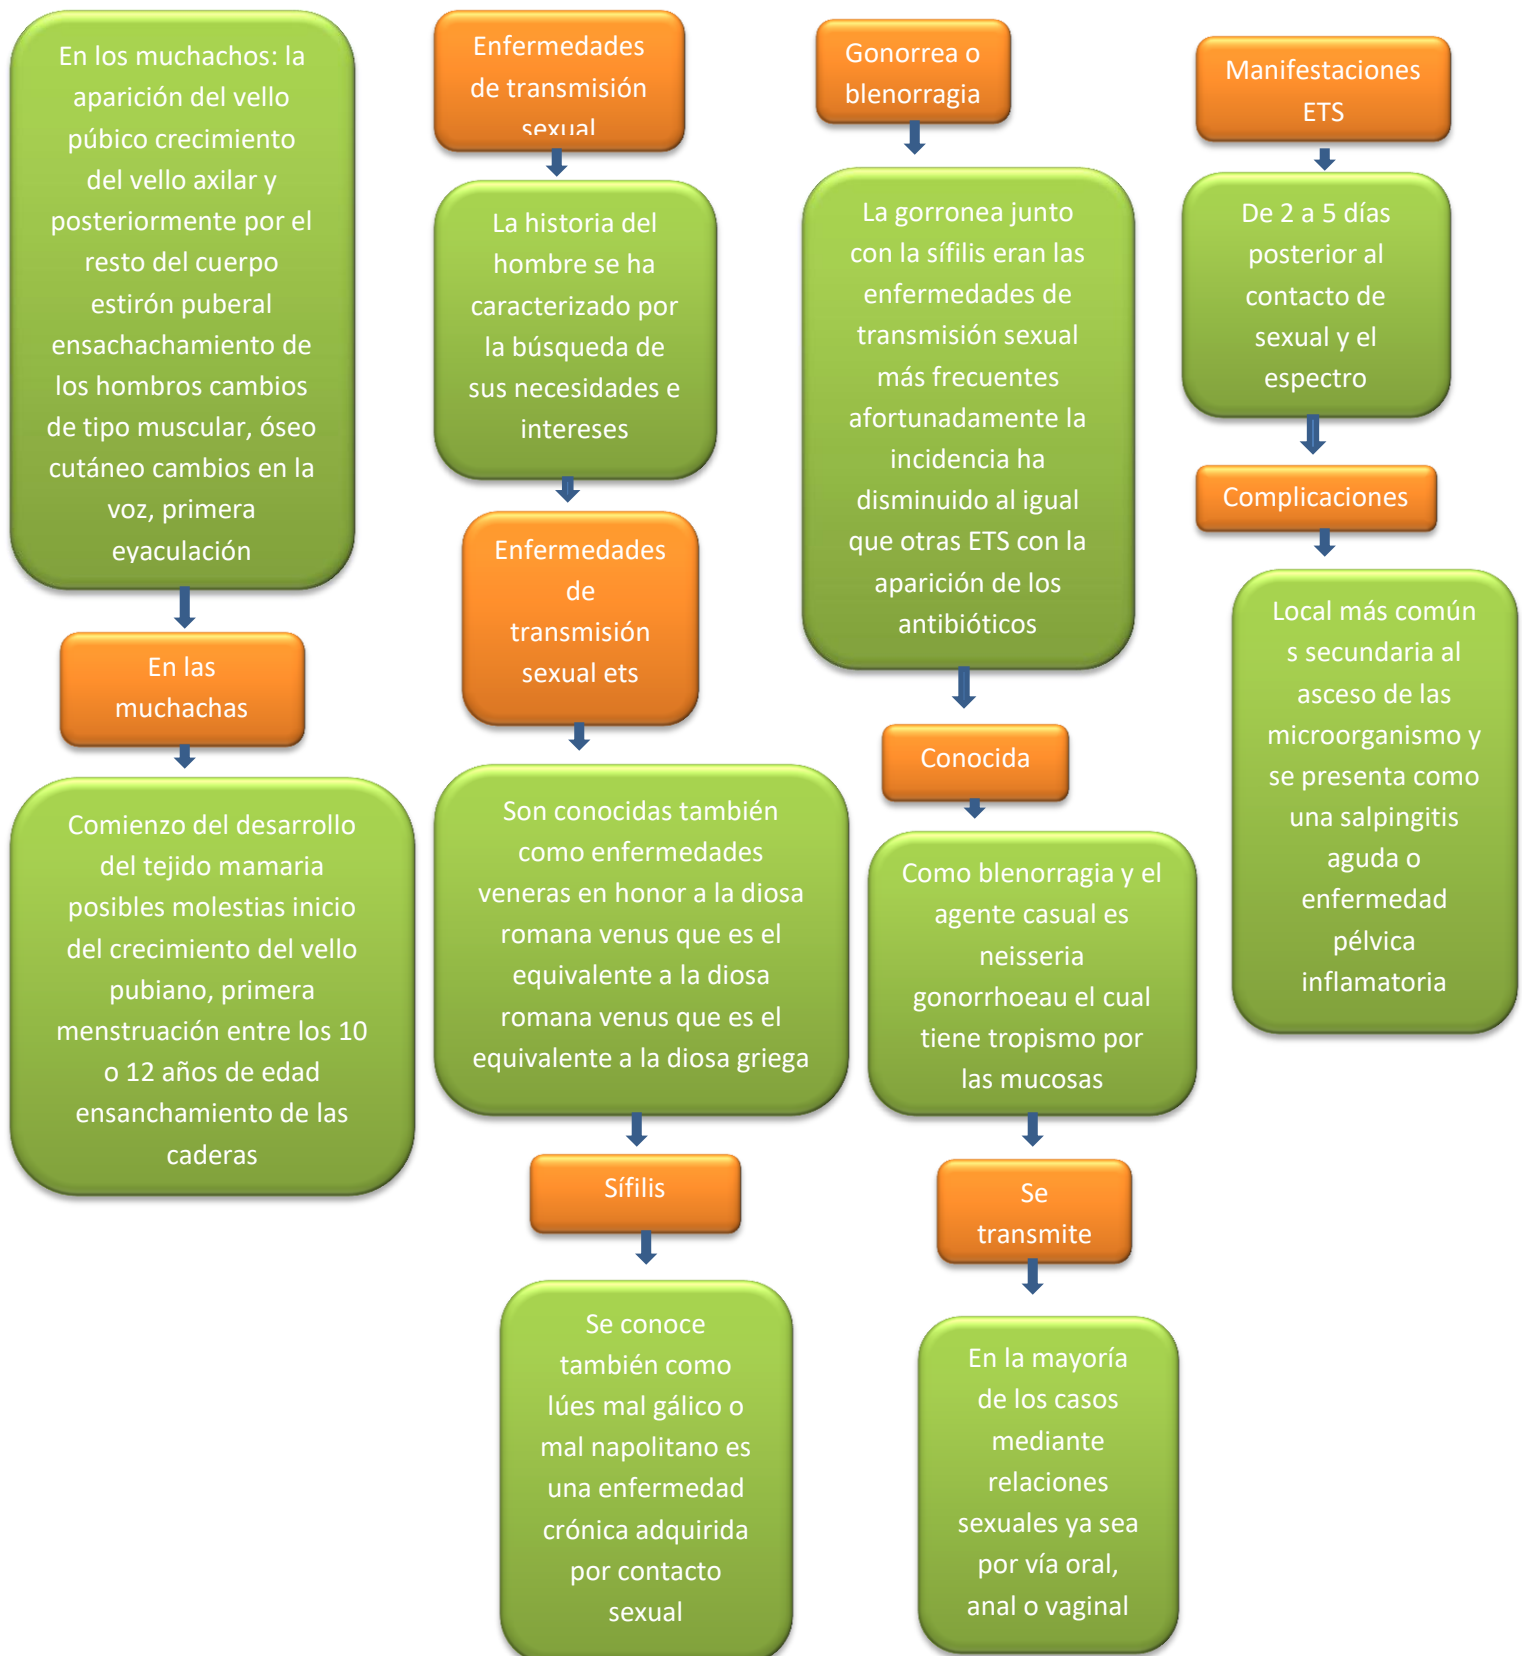 En los muchachos: la
aparición del vello
púbico crecimiento
del vello axilar y
posteriormente por el
resto del cuerpo
estirón puberal
ensachachamiento de
los hombros cambios
de tipo muscular, óseo
cutáneo cambios en la
voz, primera
eyaculación
En las
muchachas
Comienzo del desarrollo
del tejido mamaria
posibles molestias inicio
del crecimiento del vello
pubiano, primera
menstruación entre los 10
o 12 años de edad
ensanchamiento de las
caderas
Enfermedades
de transmisión
sexual
La historia del
hombre se ha
caracterizado por
la búsqueda de
sus necesidades e
intereses
Enfermedades
de
transmisión
sexual ets
Son conocidas también
como enfermedades
veneras en honor a la diosa
romana venus que es el
equivalente a la diosa
romana venus que es el
equivalente a la diosa griega
Sífilis
Se conoce
también como
lúes mal gálico o
mal napolitano es
una enfermedad
crónica adquirida
por contacto
sexual
Gonorrea o
blenorragia
La gorronea junto
con la sífilis eran las
enfermedades de
transmisión sexual
más frecuentes
afortunadamente la
incidencia ha
disminuido al igual
que otras ETS con la
aparición de los
antibióticos
Conocida
Como blenorragia y el
agente casual es
neisseria
gonorrhoeau el cual
tiene tropismo por
las mucosas
Se
transmite
En la mayoría
de los casos
mediante
relaciones
sexuales ya sea
por vía oral,
anal o vaginal
Manifestaciones
ETS
De 2 a 5 días
posterior al
contacto de
sexual y el
espectro
Complicaciones
Local más común
s secundaria al
asceso de las
microorganismo y
se presenta como
una salpingitis
aguda o
enfermedad
pélvica
inflamatoria